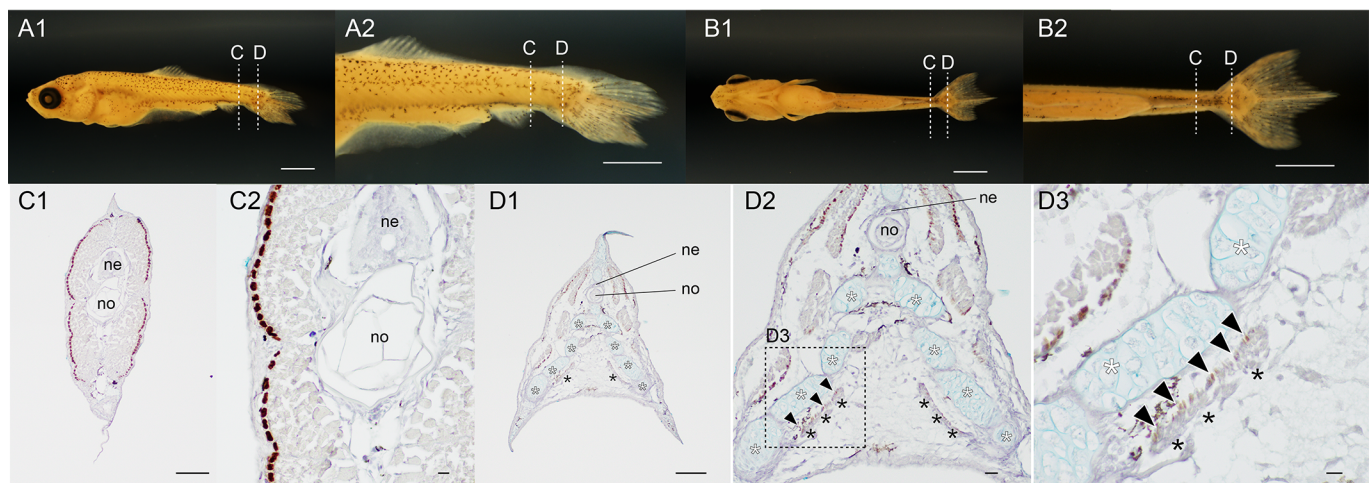 A1
C D
A2
C D
B1
C D
B2
C D
C1
ne
no
C2
ne
no
D1
ne
no
* * * * * * * *
D2
ne
no
D3
* * * * * * * * * * * *
D3
* * * * *